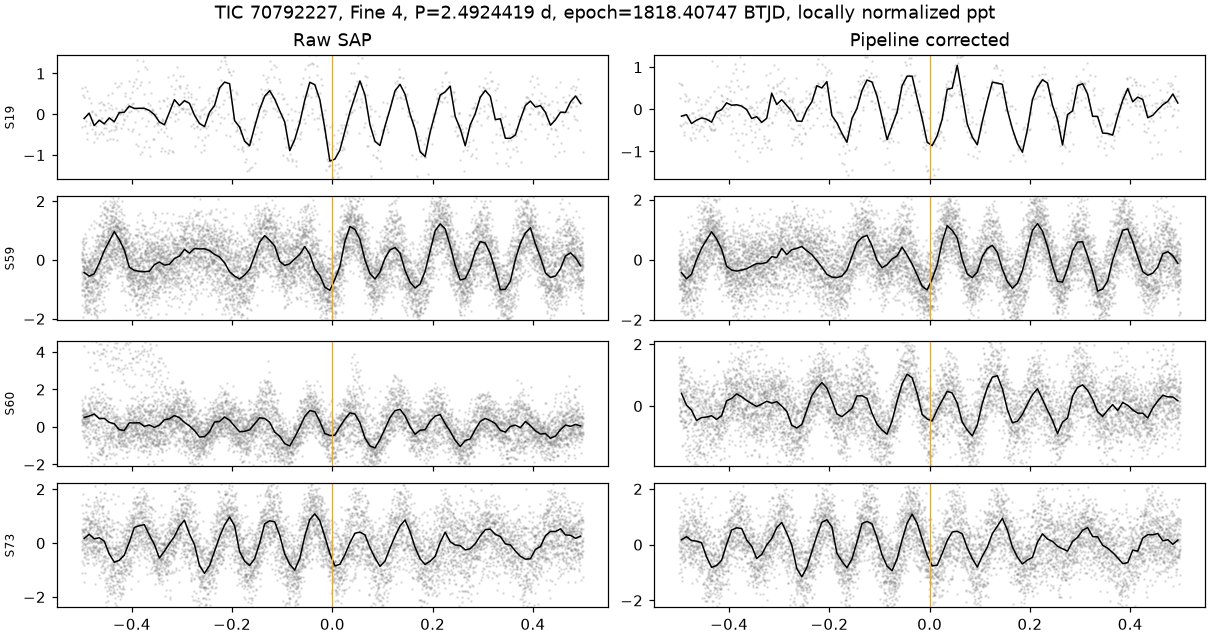 TIC 70792227, Fine 4, P=2.4924419 d, epoch=1818.40747 BTJD, locally normalized ppt
Raw SAP
Pipeline corrected
S19
1
0
−1
1
0
−1
S59
2
0
−2
2
0
−2
S60
4
2
0
−2
2
0
S73
2
0
−2
2
0
−2
−0.4 −0.2 0.0 0.2 0.4
−0.4 −0.2 0.0 0.2 0.4